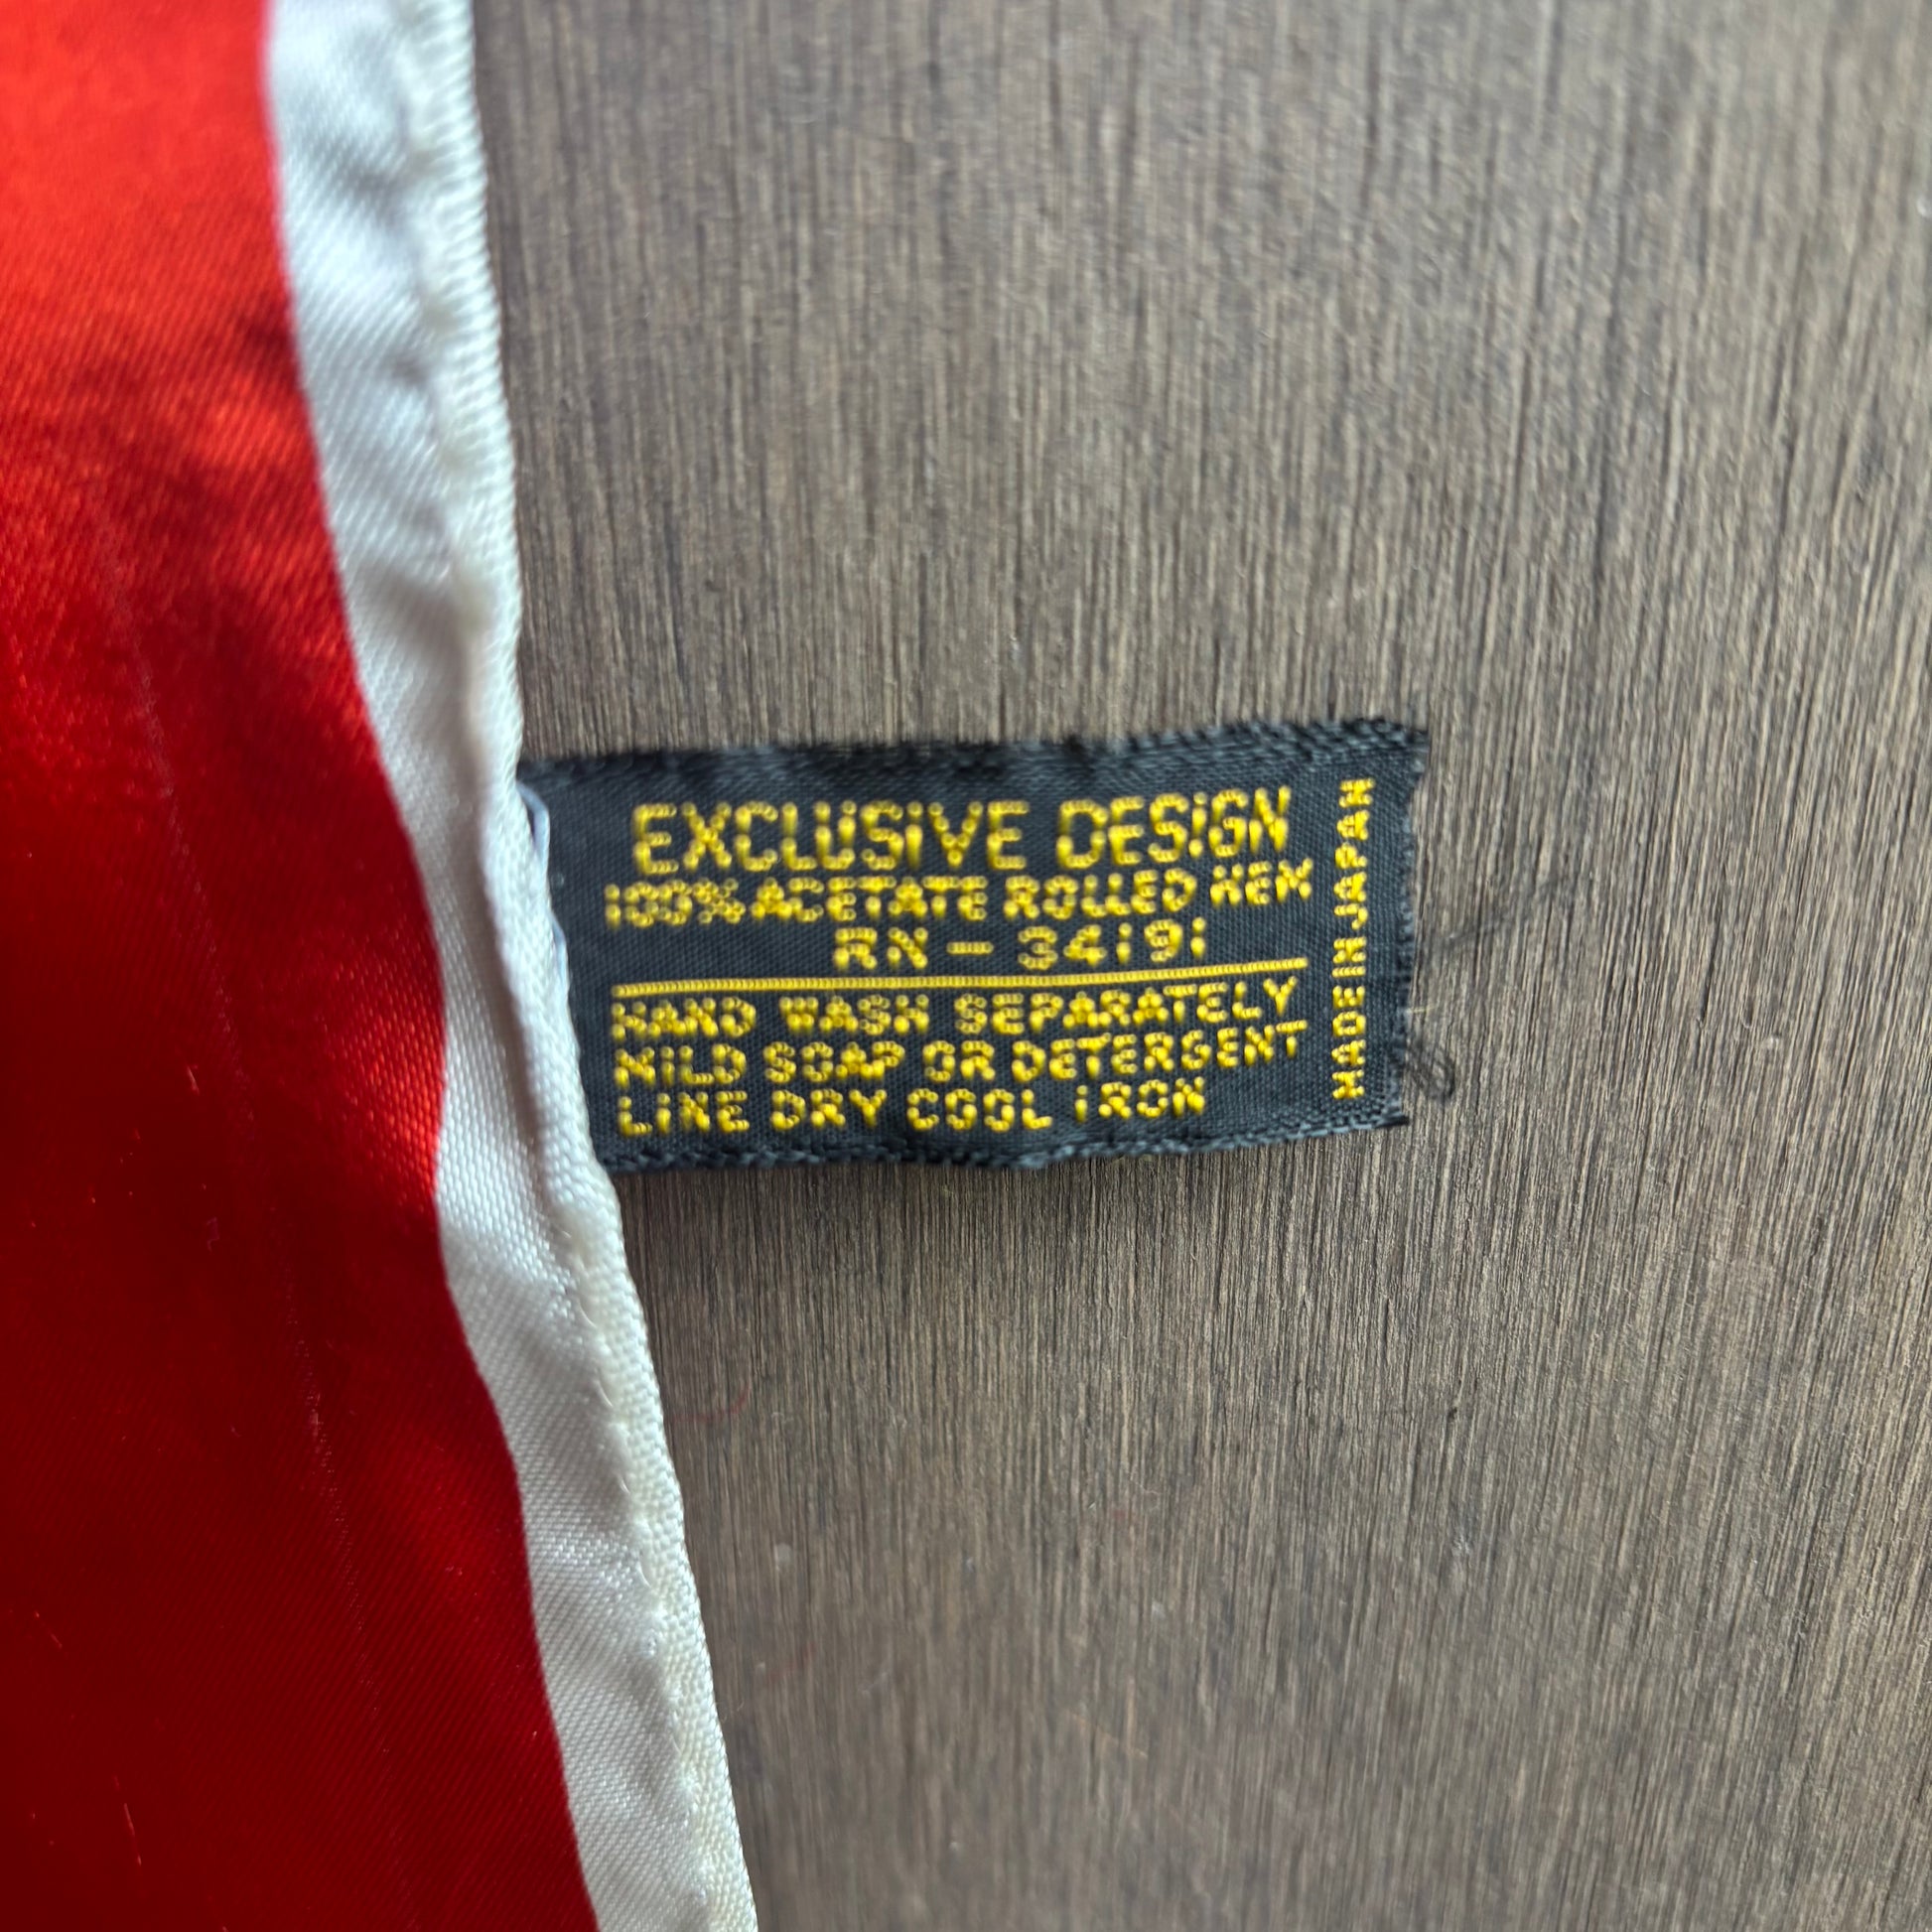 EXCLUSIVE DESIGN
100% ACETATE ROLLED HEM
RN - 34191
HAND WASH SEPARATELY
MILD SOAP OR DETERGENT
LINE DRY COOL IRON
MADE IN JAPAN